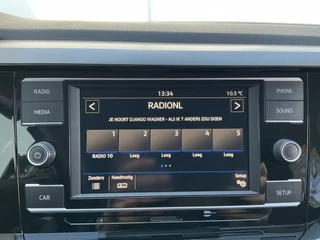 RADIO
MEDIA
CAR
PHONE
SOUND
SETUP
13:34
10.5 °C
RADIONL
JE HOORT DJANGO WAGNER - ALS IK T ANDERS ZOU DOEN
1 2 3 4 5
RADIO 10 Leeg Leeg Leeg Leeg
Zenders Handmatig Setup